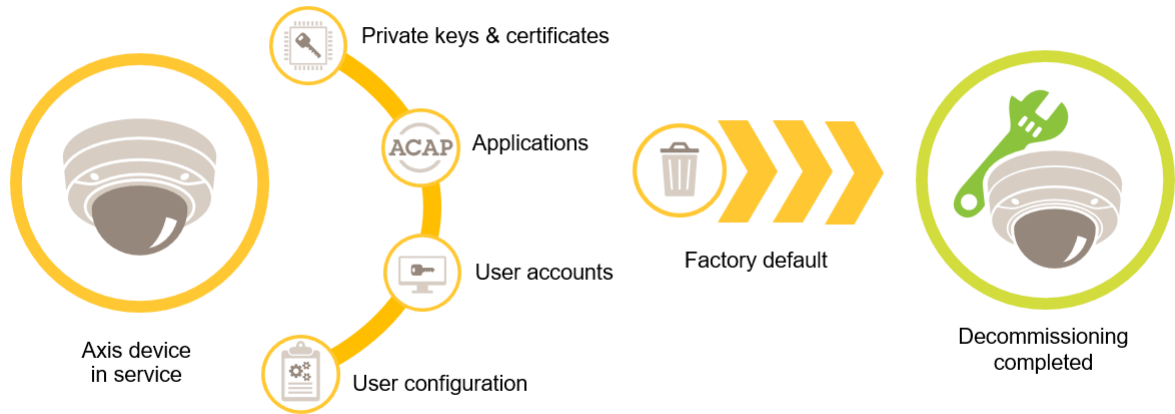 Private keys & certificates
ACAP
Applications
User accounts
User configuration
Axis device
in service
Factory default
Decommissioning
completed